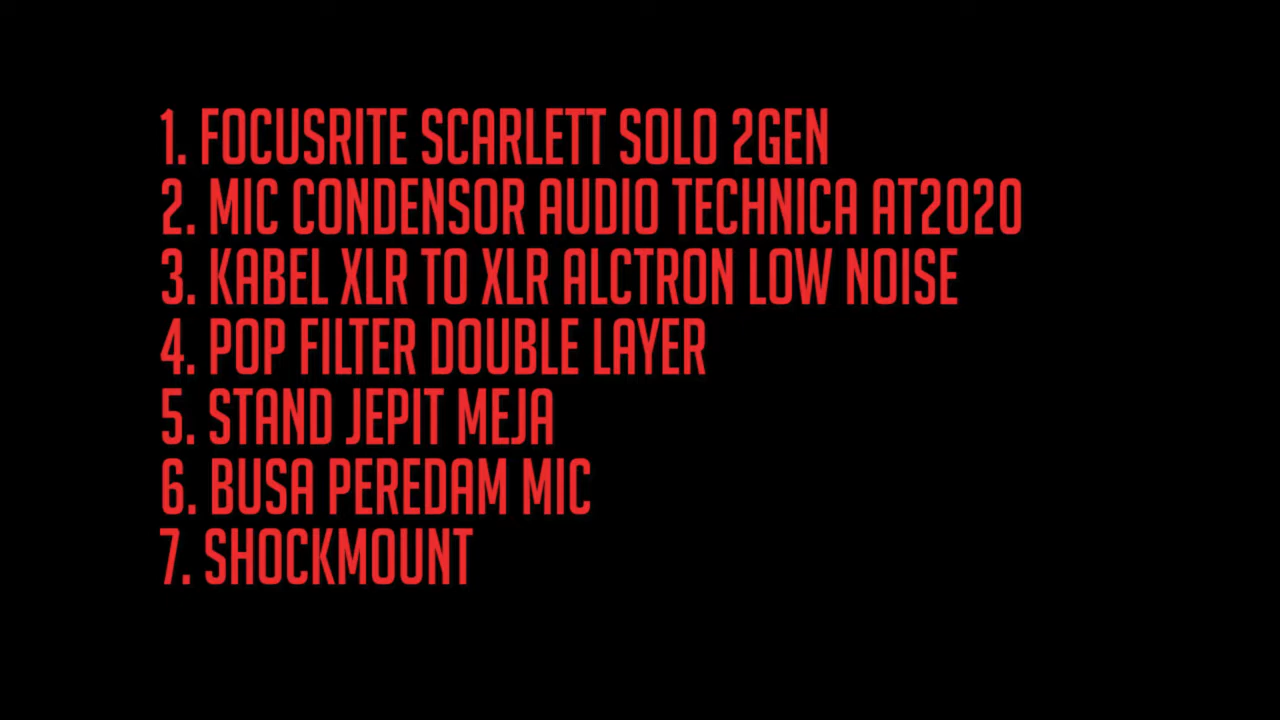 1. FOCUSRITE SCARLETT SOLO 2GEN
2. MIC CONDENSOR AUDIO TECHNICA AT2020
3. KABEL XLR TO XLR ALCTRON LOW NOISE
4. POP FILTER DOUBLE LAYER
5. STAND JEPIT MEJA
6. BUSA PEREDAM MIC
7. SHOCKMOUNT